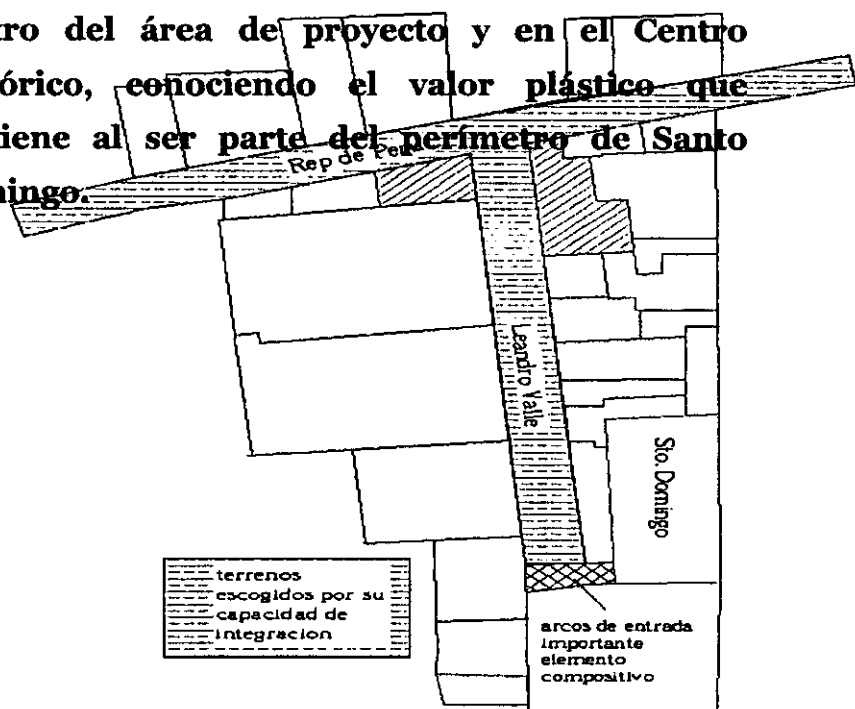 tro del área de proyecto y en el Centro
órico, conociendo el valor plástico que
iene al ser parte del perímetro de Santo
mingo.
Rep de Peru
Leandro Valle
Sto. Domingo
terrenos
escogidos por su
capacidad de
integracion
arcos de entrada
importante
elemento
compositivo